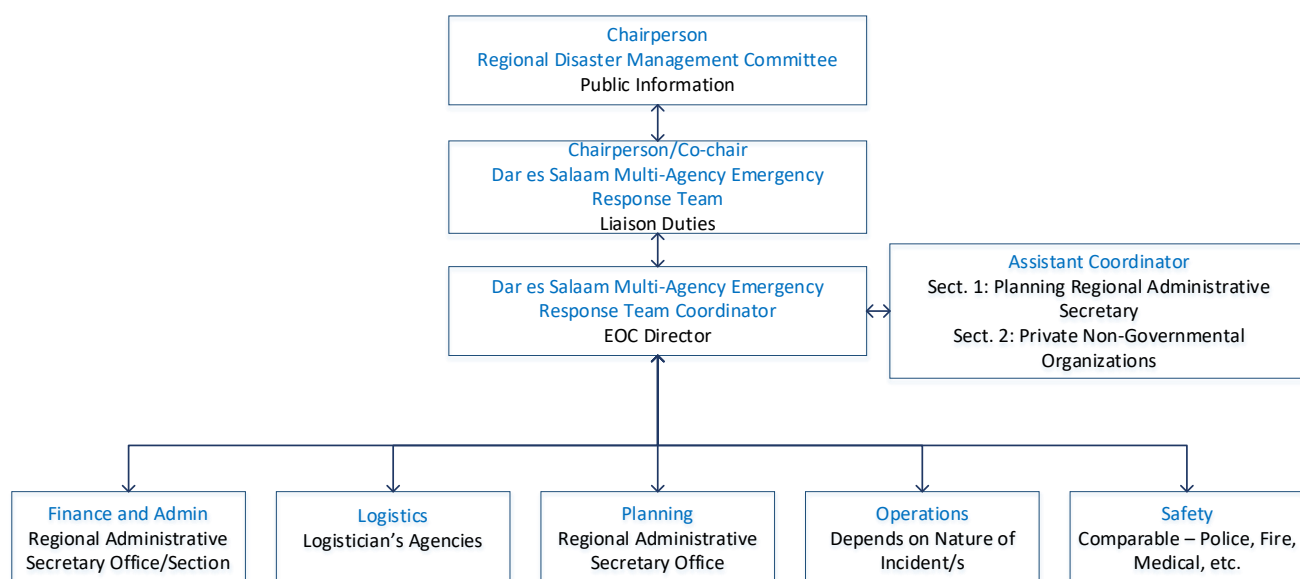 Chairperson
Regional Disaster Management Committee
Public Information
Chairperson/Co-chair
Dar es Salaam Multi-Agency Emergency
Response Team
Liaison Duties
Dar es Salaam Multi-Agency Emergency
Response Team Coordinator
EOC Director
Assistant Coordinator
Sect. 1: Planning Regional Administrative
Secretary
Sect. 2: Private Non-Governmental
Organizations
Finance and Admin
Regional Administrative
Secretary Office/Section
Logistics
Logistician’s Agencies
Planning
Regional Administrative
Secretary Office
Operations
Depends on Nature of
Incident/s
Safety
Comparable – Police, Fire,
Medical, etc.